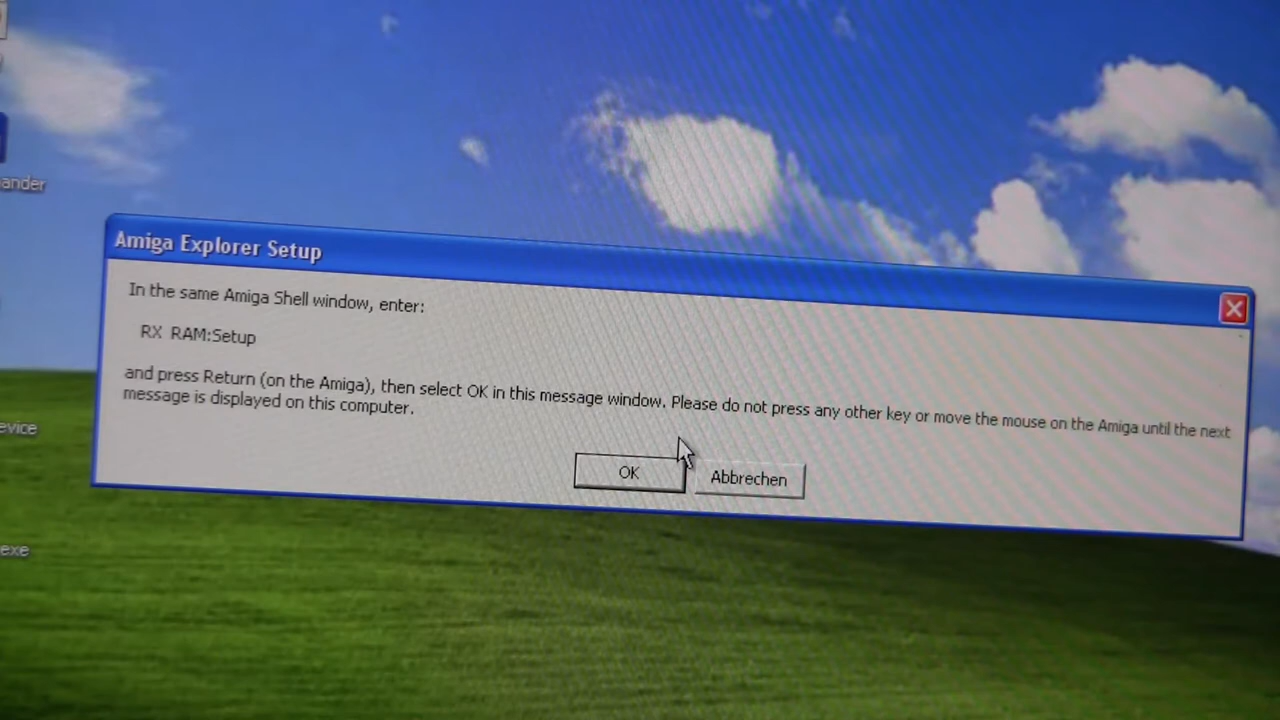 ander
Amiga Explorer Setup
In the same Amiga Shell window, enter:
RX RAM:Setup
and press Return (on the Amiga), then select OK in this message window. Please do not press any other key or move the mouse on the Amiga until the next
message is displayed on this computer.
evice
OK
Abbrechen
exe